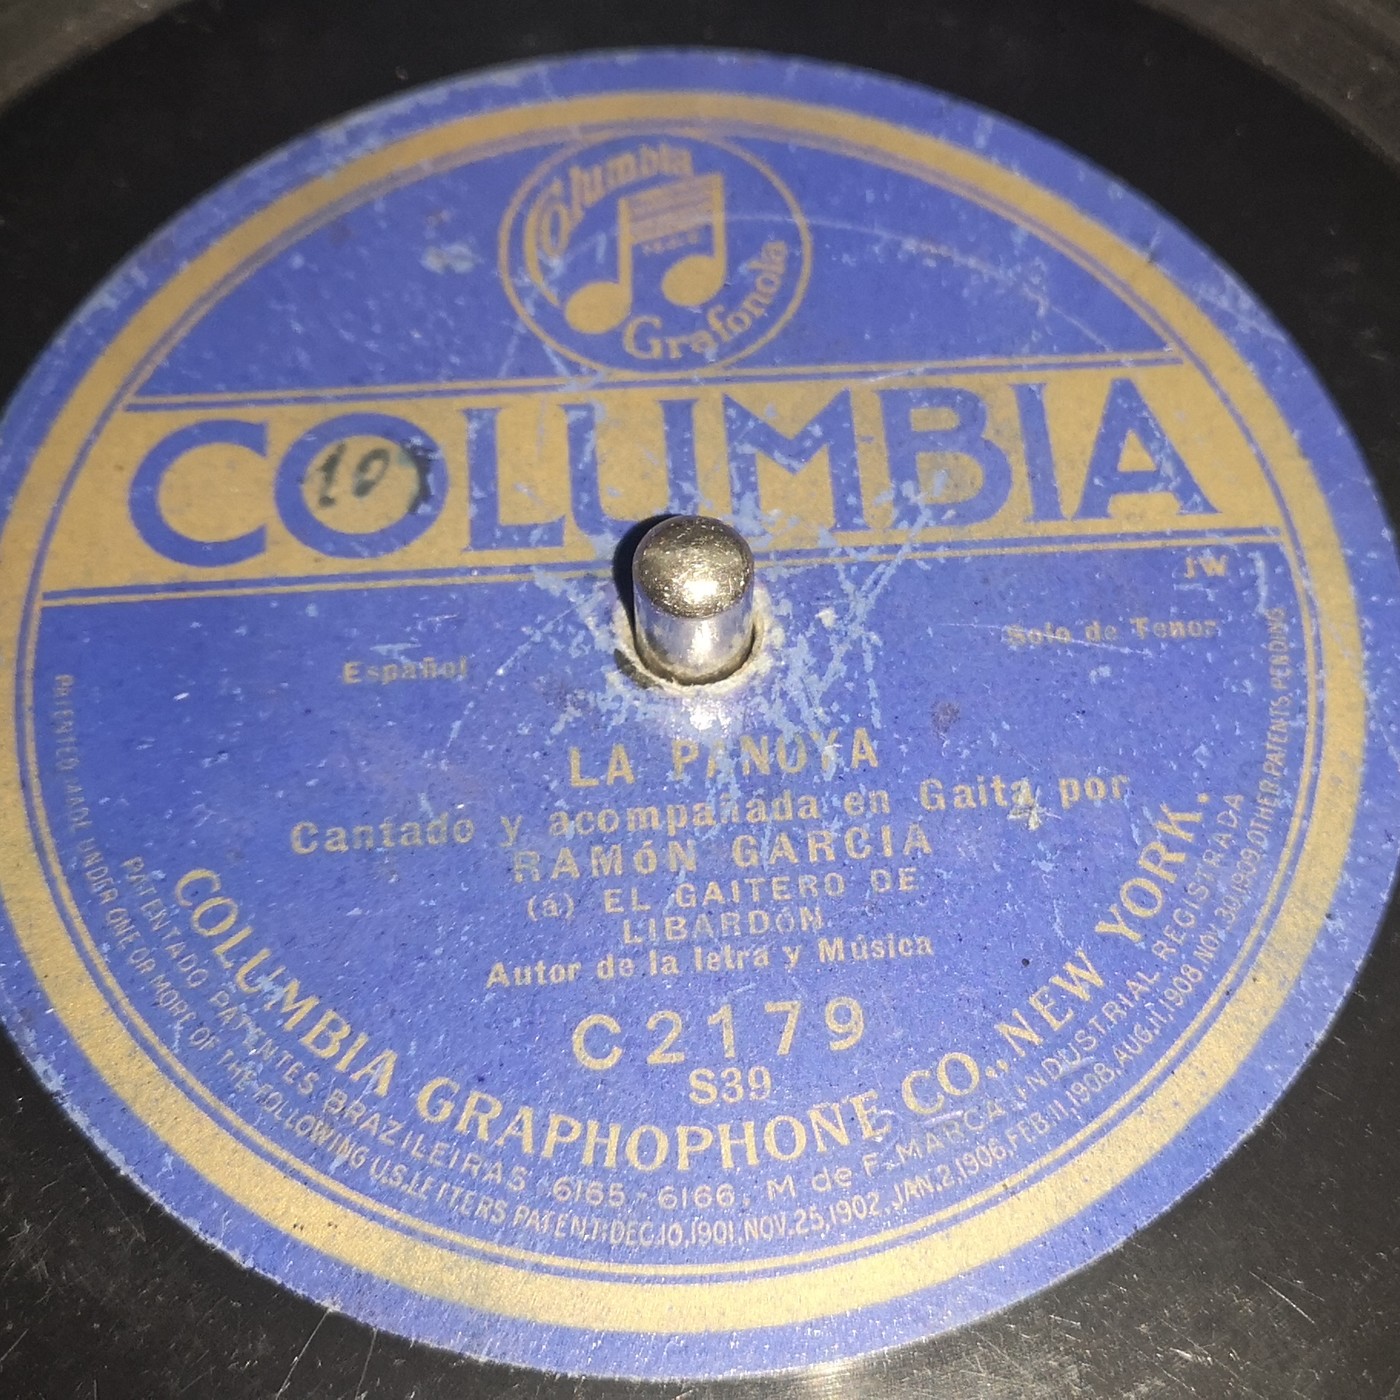 Columbia
Grafonola
COLUMBIA
10
JW
Español
Solo de Tenor
LA PANOYA
Cantado y acompañada en Gaita por
RAMÓN GARCIA
(á) EL GAITERO DE
LIBARDÓN
Autor de la letra y Música
C2179
S39
COLUMBIA GRAPHOPHONE CO., NEW YORK.
PATENTADO PATENTES BRAZILEIRAS 6165-6166, M de F-MARCA INDUSTRIAL REGISTRADA
UNDER ONE OR MORE OF THE FOLLOWING U.S. LETTERS PATENT: DEC.10,1901, NOV.25,1902, JAN.2,1906, FEB.11,1908, AUG.11,1908, NOV.30,1909, OTHER PATENTS PENDING